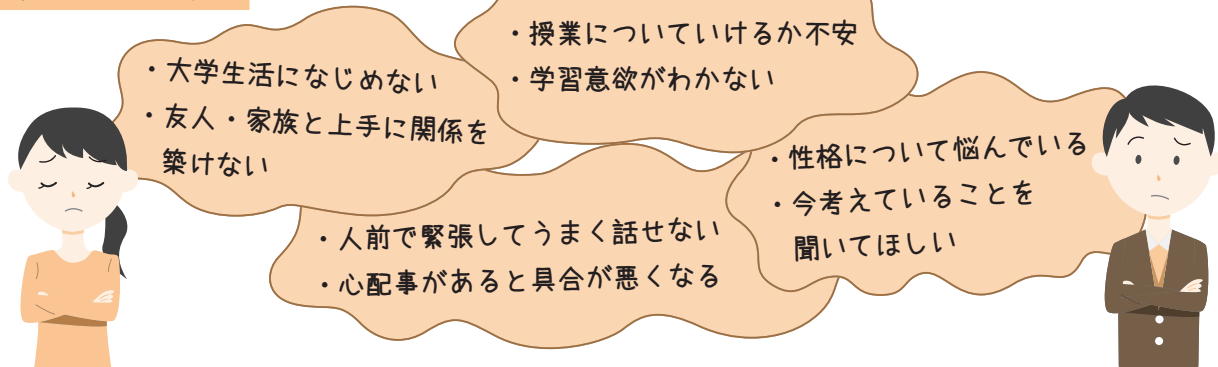 ・大学生活になじめない
・友人・家族と上手に関係を
築けない
・授業についていけるか不安
・学習意欲がわかない
・人前で緊張してうまく話せない
・心配事があると具合が悪くなる
・性格について悩んでいる
・今考えていることを
聞いてほしい